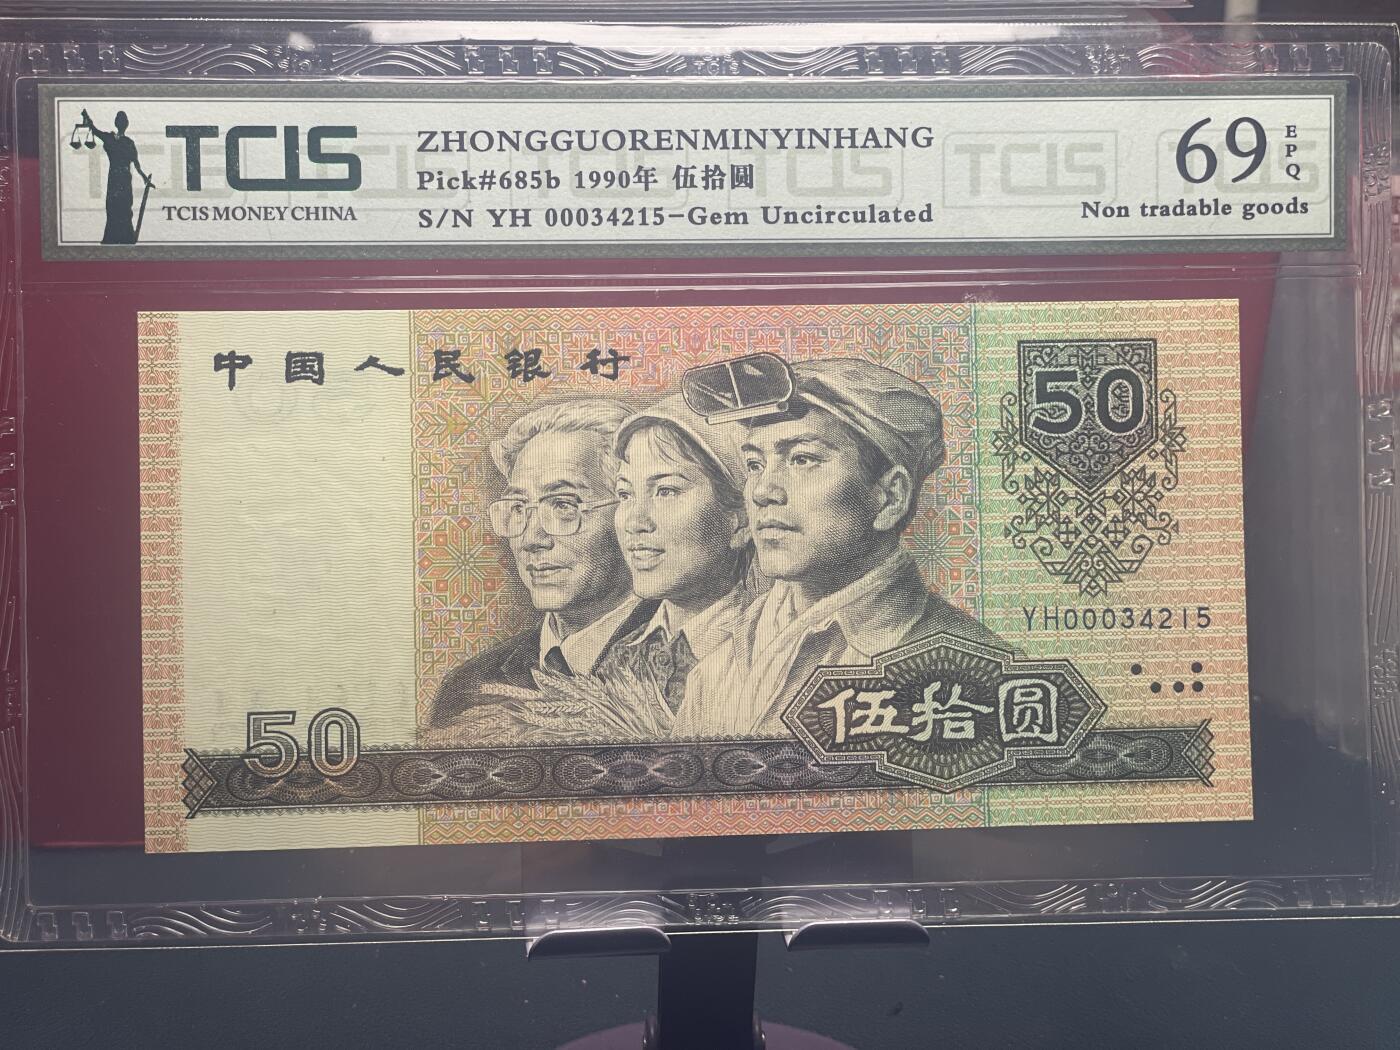 TCIS
TCIS MONEY CHINA
ZHONGGUORENMINYINHANG
Pick#685b 1990年 伍拾圓
S/N YH 00034215-Gem Uncirculated
69
EPQ
Non tradable goods
中国人民银行
50
YH00034215
伍拾圆
50